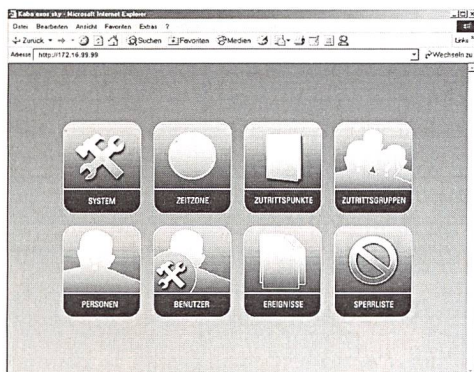 Kaba exos sky - Microsoft Internet Explorer
Datei Bearbeiten Ansicht Favoriten Extras ?
Zurück Suchen Favoriten Medien Links
Adresse http://172.16.99.99 Wechseln zu
SYSTEM ZEITZONE ZUTRITTSPUNKTE ZUTRITTSGRUPPEN
PERSONEN BENUTZER EREIGNISSE SPERRLISTE